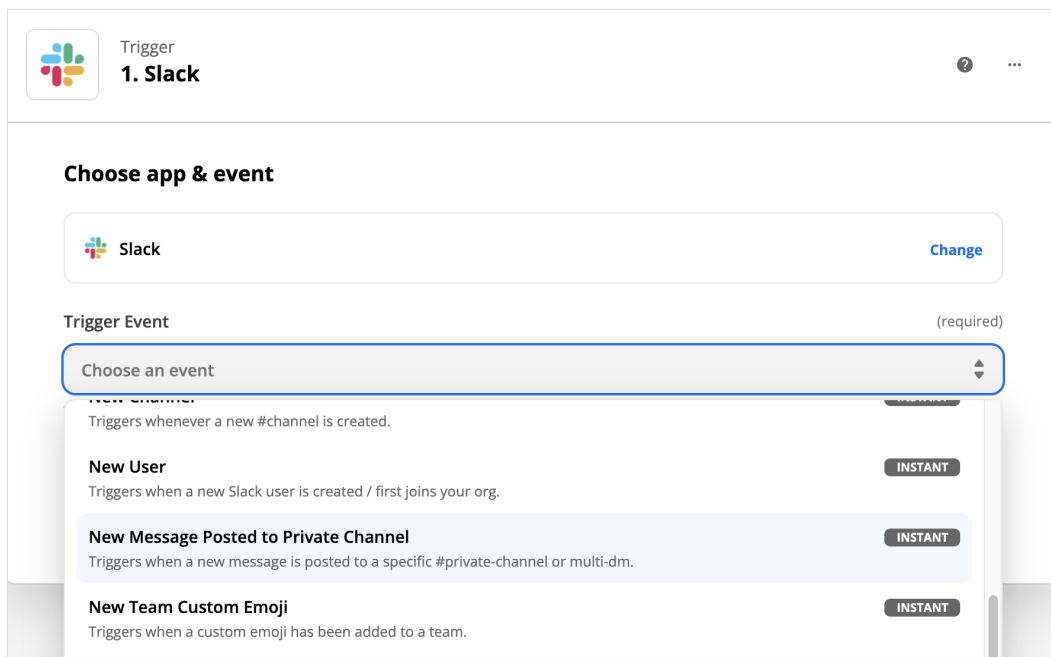 Trigger
1. Slack
Choose app & event
Slack
Change
Trigger Event
(required)
Choose an event
New Channel
INSTANT
Triggers whenever a new #channel is created.
New User
INSTANT
Triggers when a new Slack user is created / first joins your org.
New Message Posted to Private Channel
INSTANT
Triggers when a new message is posted to a specific #private-channel or multi-dm.
New Team Custom Emoji
INSTANT
Triggers when a custom emoji has been added to a team.